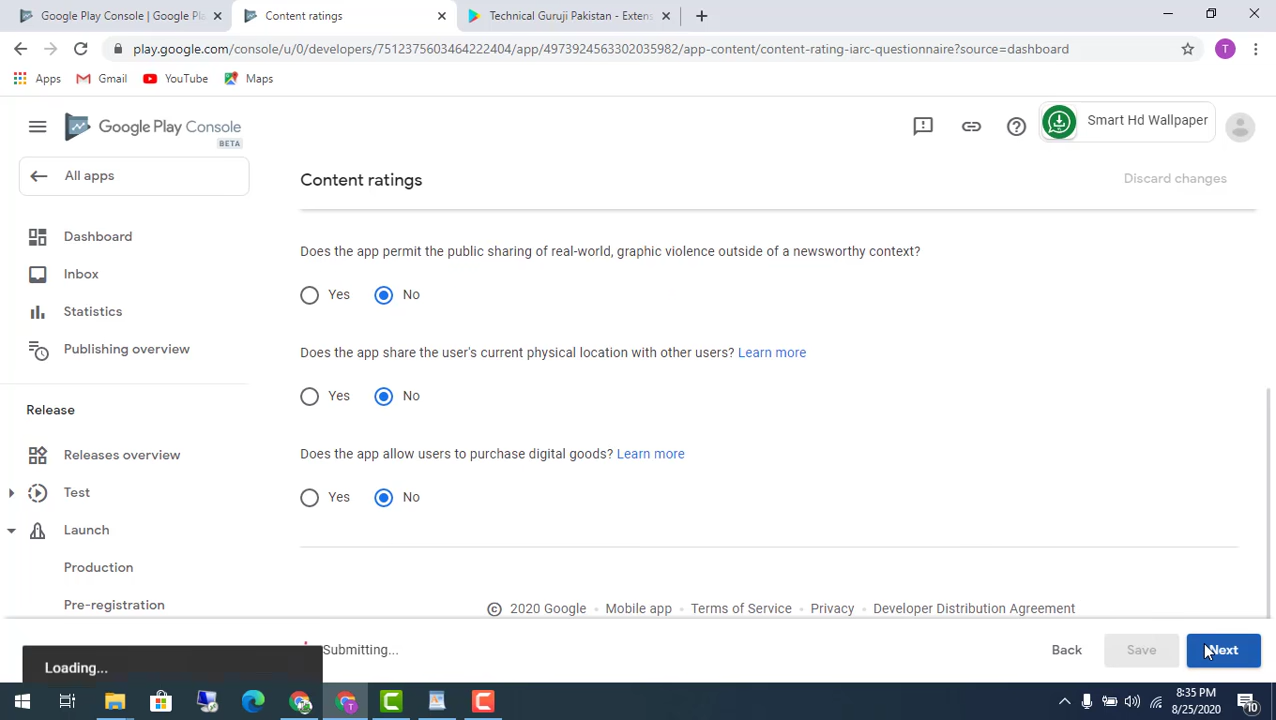 Google Play Console | Google Pla
Content ratings
Technical Guruji Pakistan - Extens
play.google.com/console/u/0/developers/7512375603464222404/app/4973924563302035982/app-content/content-rating-iarc-questionnaire?source=dashboard
T
Apps
Gmail
YouTube
Maps
Google Play Console
BETA
Smart Hd Wallpaper
All apps
Content ratings
Discard changes
Dashboard
Inbox
Statistics
Publishing overview
Release
Releases overview
Test
Launch
Production
Pre-registration
Does the app permit the public sharing of real-world, graphic violence outside of a newsworthy context?
Yes
No
Does the app share the user's current physical location with other users? Learn more
Yes
No
Does the app allow users to purchase digital goods? Learn more
Yes
No
© 2020 Google · Mobile app · Terms of Service · Privacy · Developer Distribution Agreement
Loading...
Submitting...
Back
Save
Next
8:35 PM
8/25/2020
10